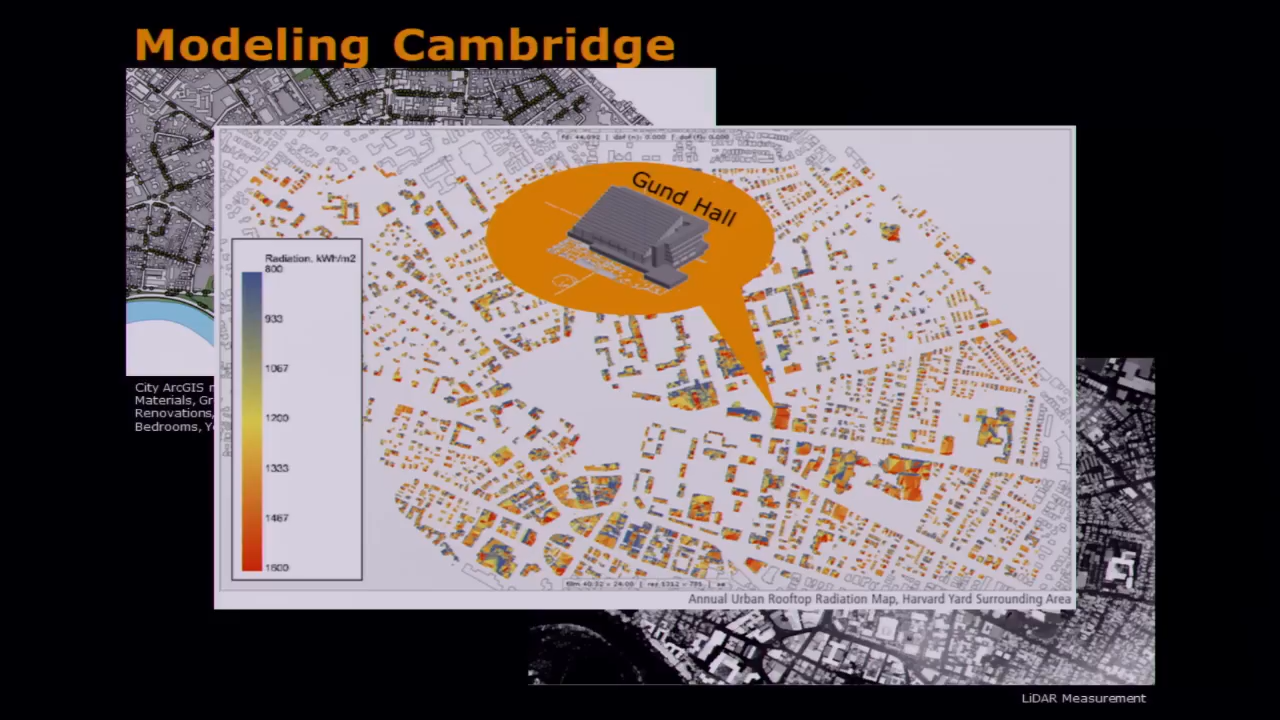 Modeling Cambridge
Gund Hall
Radiation, kWh/m2
800
933
1067
1200
1333
1467
1600
City ArcGIS
Materials,
Renovations,
Bedrooms,
Annual Urban Rooftop Radiation Map, Harvard Yard Surrounding Area
LiDAR Measurement